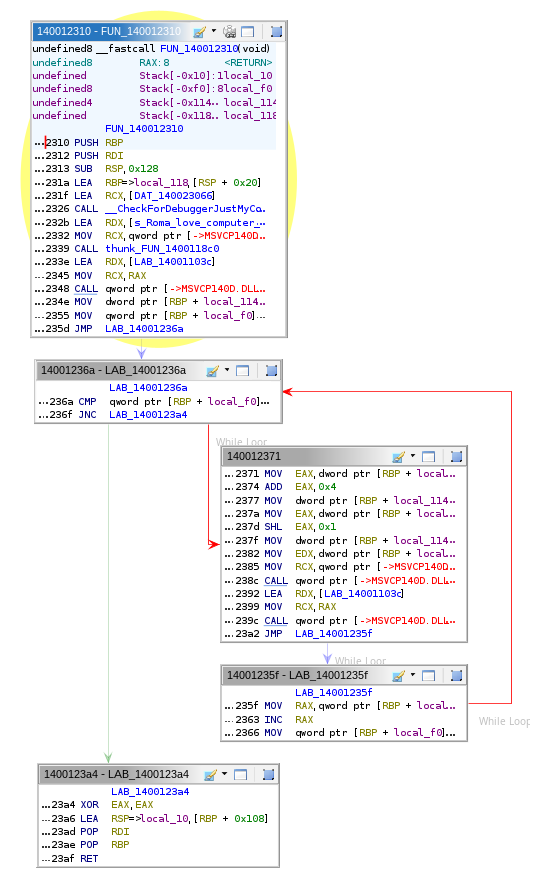 140012310 - FUN_140012310
undefined8 __fastcall FUN_140012310(void)
undefined8 RAX:8 <RETURN>
undefined Stack[-0x10]:1 local_10
undefined8 Stack[-0xf0]:8 local_f0
undefined4 Stack[-0x114... local_114
undefined Stack[-0x118... local_118
FUN_140012310
...2310 PUSH RBP
...2312 PUSH RDI
...2313 SUB RSP,0x128
...231a LEA RBP=>local_118,[RSP + 0x20]
...231f LEA RCX,[DAT_140023066]
...2326 CALL __CheckForDebuggerJustMyCo...
...232b LEA RDX,[s_Roma_love_computer_...
...2332 MOV RCX,qword ptr [->MSVCP140D...
...2339 CALL thunk_FUN_1400118c0
...233e LEA RDX,[LAB_14001103c]
...2345 MOV RCX,RAX
...2348 CALL qword ptr [->MSVCP140D.DLL...
...234e MOV dword ptr [RBP + local_114...
...2355 MOV qword ptr [RBP + local_f0]...
...235d JMP LAB_14001236a
14001236a - LAB_14001236a
LAB_14001236a
...236a CMP qword ptr [RBP + local_f0]...
...236f JNC LAB_1400123a4
While Loop
140012371
...2371 MOV EAX,dword ptr [RBP + local...
...2374 ADD EAX,0x4
...2377 MOV dword ptr [RBP + local_114...
...237a MOV EAX,dword ptr [RBP + local...
...237d SHL EAX,0x1
...237f MOV dword ptr [RBP + local_114...
...2382 MOV EDX,dword ptr [RBP + local...
...2385 MOV RCX,qword ptr [->MSVCP140D...
...238c CALL qword ptr [->MSVCP140D.DLL...
...2392 LEA RDX,[LAB_14001103c]
...2399 MOV RCX,RAX
...239c CALL qword ptr [->MSVCP140D.DLL...
...23a2 JMP LAB_14001235f
While Loop
14001235f - LAB_14001235f
LAB_14001235f
...235f MOV RAX,qword ptr [RBP + local...
...2363 INC RAX
...2366 MOV qword ptr [RBP + local_f0]...
While Loop
1400123a4 - LAB_1400123a4
LAB_1400123a4
...23a4 XOR EAX,EAX
...23a6 LEA RSP=>local_10,[RBP + 0x108]
...23ad POP RDI
...23ae POP RBP
...23af RET